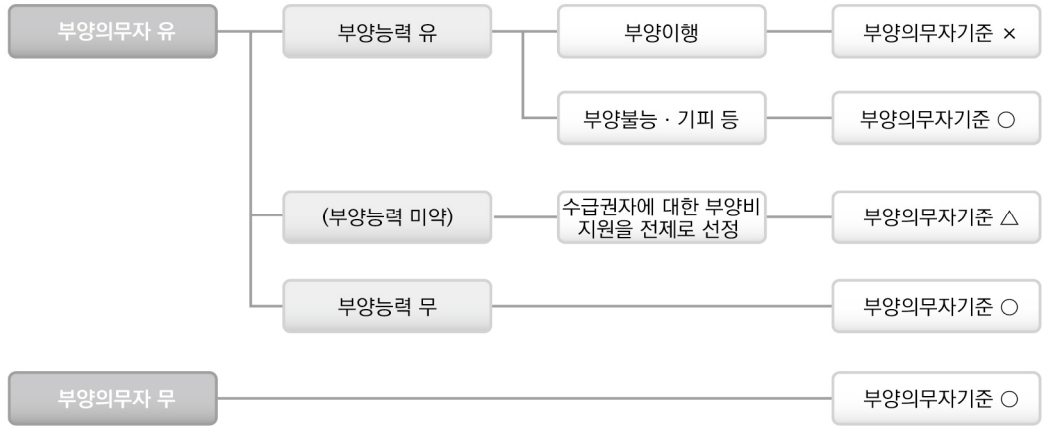 부양의무자 유
부양능력 유
부양이행
부양의무자기준 ×
부양불능 · 기피 등
부양의무자기준 ○
(부양능력 미약)
수급권자에 대한 부양비
지원을 전제로 선정
부양의무자기준 △
부양능력 무
부양의무자기준 ○
부양의무자 무
부양의무자기준 ○